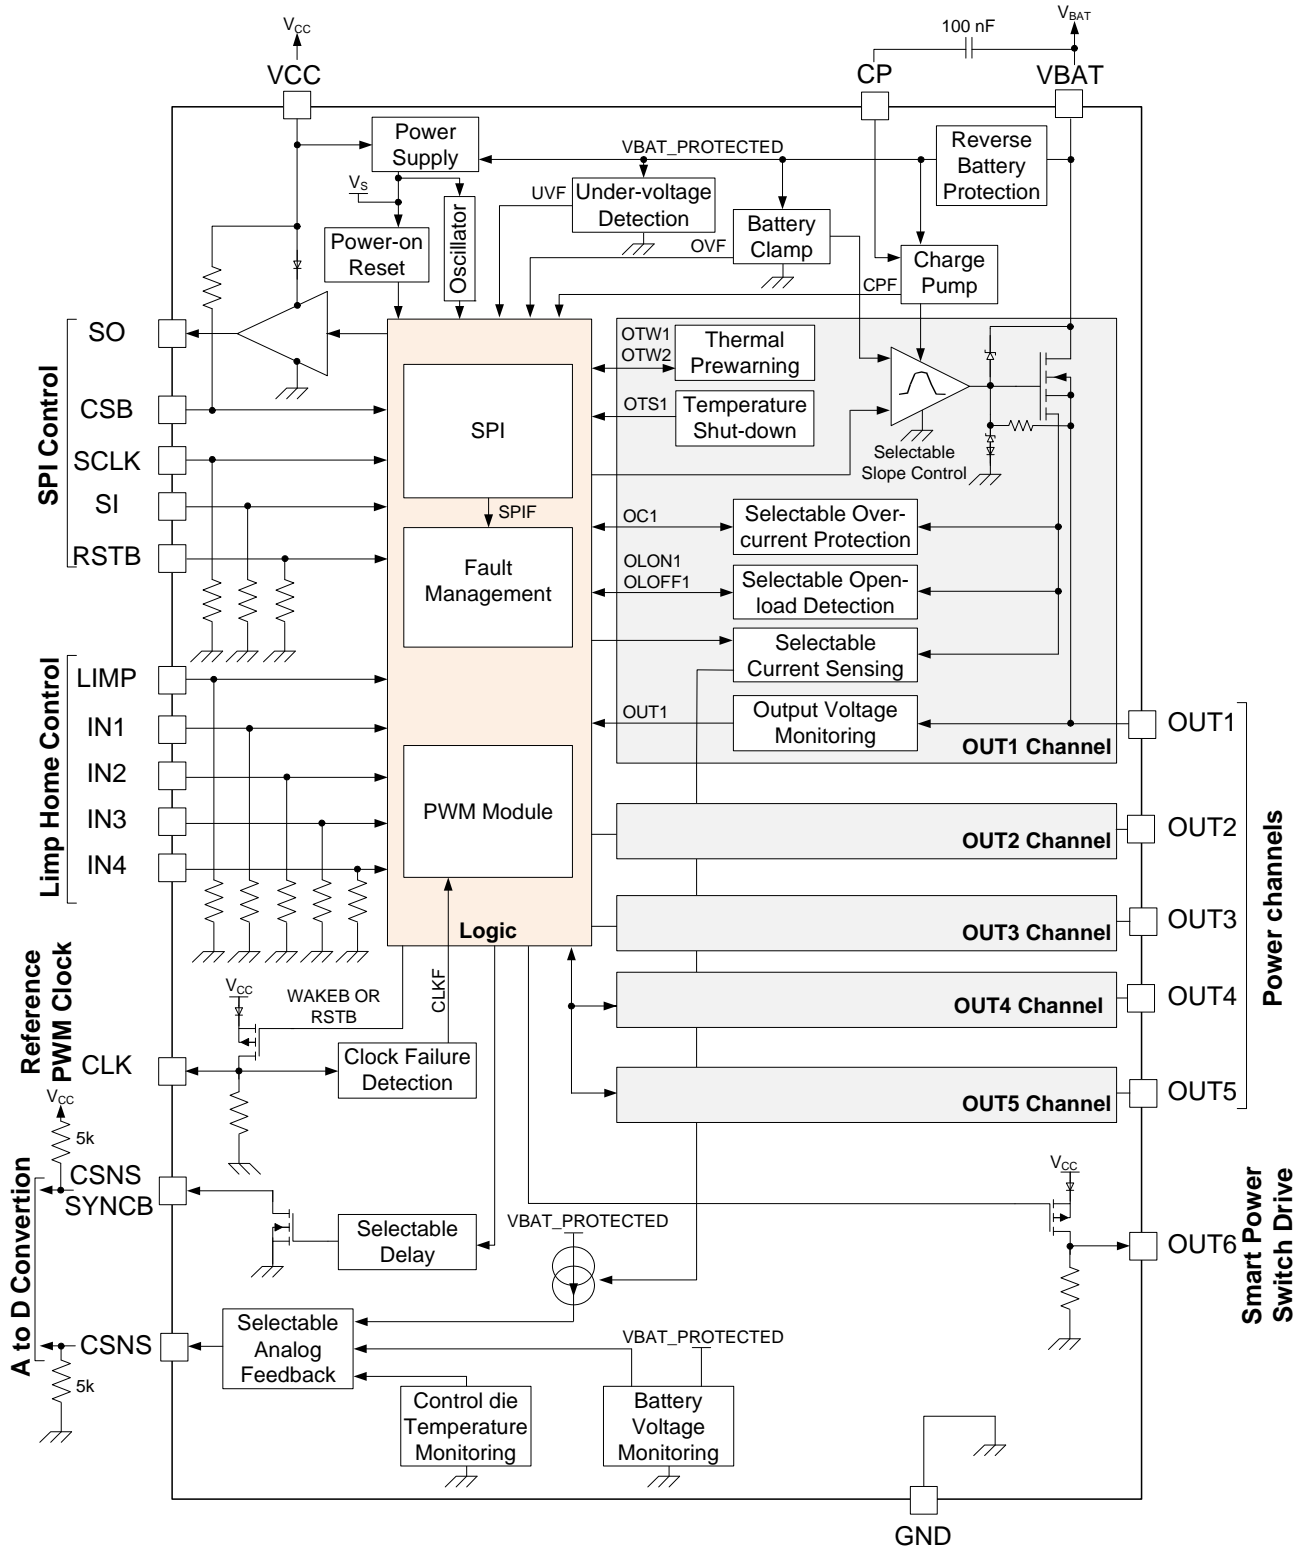 V_CC
VCC
100 nF
V_BAT
CP
VBAT
Power
Supply
VBAT_PROTECTED
Reverse
Battery
Protection
V_S
UVF
Under-voltage
Detection
Power-on
Reset
Oscillator
OVF
Battery
Clamp
CPF
Charge
Pump
SPI Control
SO
CSB
SCLK
SI
RSTB
SPI
SPIF
Fault
Management
PWM Module
Logic
OTW1
OTW2
Thermal
Prewarning
OTS1
Temperature
Shut-down
Selectable
Slope Control
OC1
Selectable Over-
current Protection
OLON1
OLOFF1
Selectable Open-
load Detection
Selectable
Current Sensing
OUT1
Output Voltage
Monitoring
OUT1 Channel
OUT2 Channel
OUT3 Channel
OUT4 Channel
OUT5 Channel
OUT1
OUT2
OUT3
OUT4
OUT5
Power channels
Limp Home Control
LIMP
IN1
IN2
IN3
IN4
Reference
PWM Clock
V_CC
WAKEB OR
RSTB
CLKF
CLK
Clock Failure
Detection
V_CC
5k
A to D Convertion
CSNS
SYNCB
Selectable
Delay
VBAT_PROTECTED
V_CC
OUT6
Smart Power
Switch Drive
CSNS
5k
Selectable
Analog
Feedback
VBAT_PROTECTED
Control die
Temperature
Monitoring
Battery
Voltage
Monitoring
GND